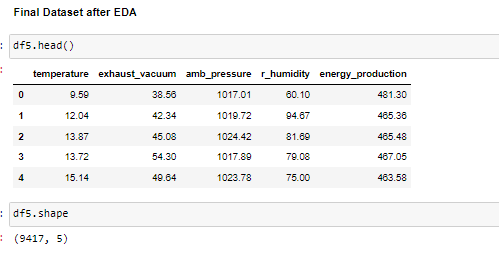 Final Dataset after EDA
: df5.head()
:
temperature exhaust_vacuum amb_pressure r_humidity energy_production
0 9.59 38.56 1017.01 60.10 481.30
1 12.04 42.34 1019.72 94.67 465.36
2 13.87 45.08 1024.42 81.69 465.48
3 13.72 54.30 1017.89 79.08 467.05
4 15.14 49.64 1023.78 75.00 463.58
: df5.shape
: (9417, 5)